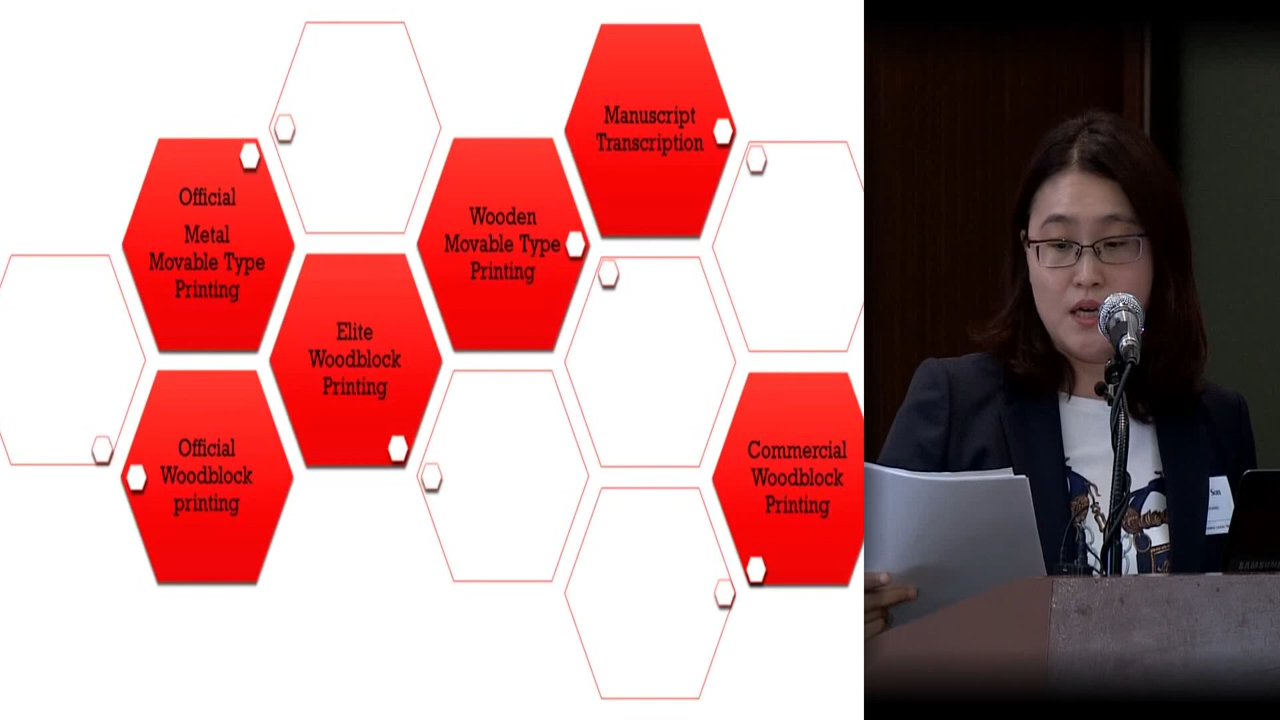 Official
Metal
Movable Type
Printing
Official
Woodblock
printing
Elite
Woodblock
Printing
Wooden
Movable Type
Printing
Manuscript
Transcription
Commercial
Woodblock
Printing
Son